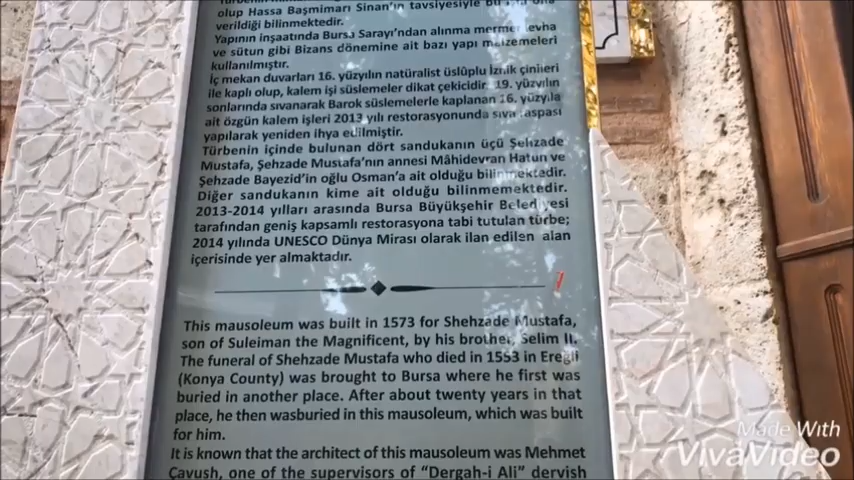 olup Hassa Başmimarı Sinan'ın tavsiyesiyle bu
verildiği bilinmektedir.
Yapının inşaatında Bursa Sarayı'ndan alınma mermer levha
ve sütun gibi Bizans dönemine ait bazı yapı malzemeleri
kullanılmıştır.
İç mekan duvarları 16. yüzyılın natüralist üslûplu İznik çinileri
ile kaplı olup, kalem işi süslemeler dikat çekicidir. 19. yüzyılın
sonlarında sıvanarak Barok süslemelerle kaplanan 16. yüzyıla
ait özgün kalem işleri 2013.yılı restorasyonunda sıva raspası
yapılarak yeniden ihya edilmiştir.
Türbenin içinde bulunan dört sandukanın üçü Şehzade
Mustafa, Şehzade Mustafa'nın annesi Mâhidevran Hatun ve
Şehzade Bayezid'in oğlu Osman'a ait olduğu bilinmektedir.
Diğer sandukanın kime ait olduğu bilinmemektedir.
2013-2014 yılları arasında Bursa Büyükşehir Belediyesi
tarafından geniş kapsamlı restorasyona tabi tutulan türbe;
2014 yılında UNESCO Dünya Mirası olarak ilan edilen alan
içerisinde yer almaktadır.
This mausoleum was built in 1573 for Shehzade Mustafa,
son of Suleiman the Magnificent, by his brother, Selim II.
The funeral of Shehzade Mustafa who died in 1553 in Ereğli
(Konya County) was brought to Bursa where he first was
buried in another place. After about twenty years in that
place, he then wasburied in this mausoleum, which was built
for him.
It is known that the architect of this mausoleum was Mehmet
Çavush, one of the supervisors of "Dergah-i Ali" dervish
Made With
VivaVideo